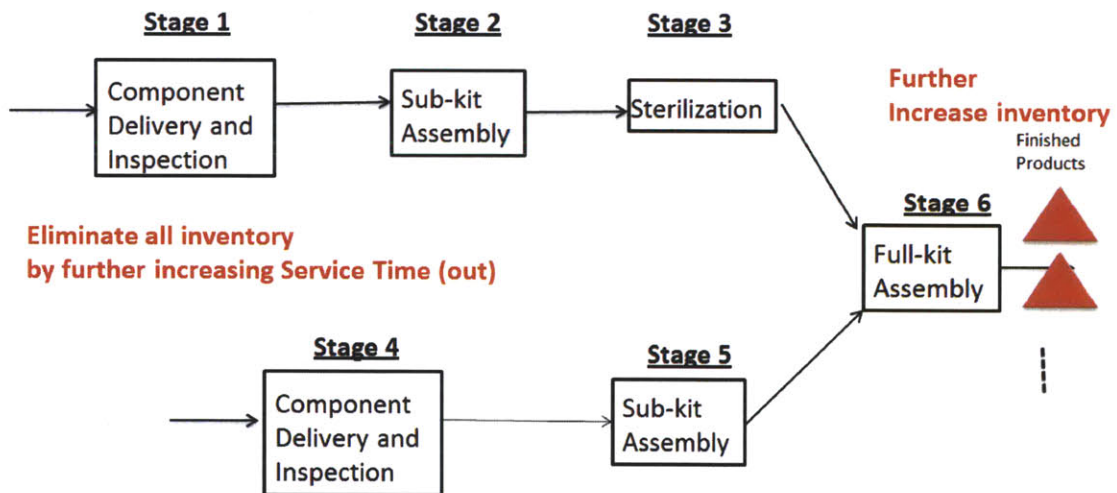 Stage 1
Stage 2
Stage 3
Component
Delivery and
Inspection
Sub-kit
Assembly
Sterilization
Further
Increase inventory
Finished
Products
Stage 6
Full-kit
Assembly
Eliminate all inventory
by further increasing Service Time (out)
Stage 4
Stage 5
Component
Delivery and
Inspection
Sub-kit
Assembly